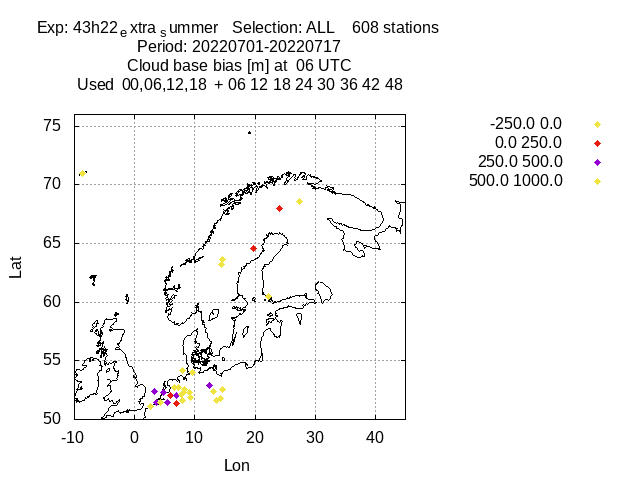 Exp: 43h22extrasummer   Selection: ALL    608 stations
Period: 20220701-20220717
Cloud base bias [m] at  06 UTC
Used  00,06,12,18  + 06 12 18 24 30 36 42 48
-250.0 0.0
0.0 250.0
250.0 500.0
500.0 1000.0
75
70
65
60
55
50
Lat
-10 0 10 20 30 40
Lon